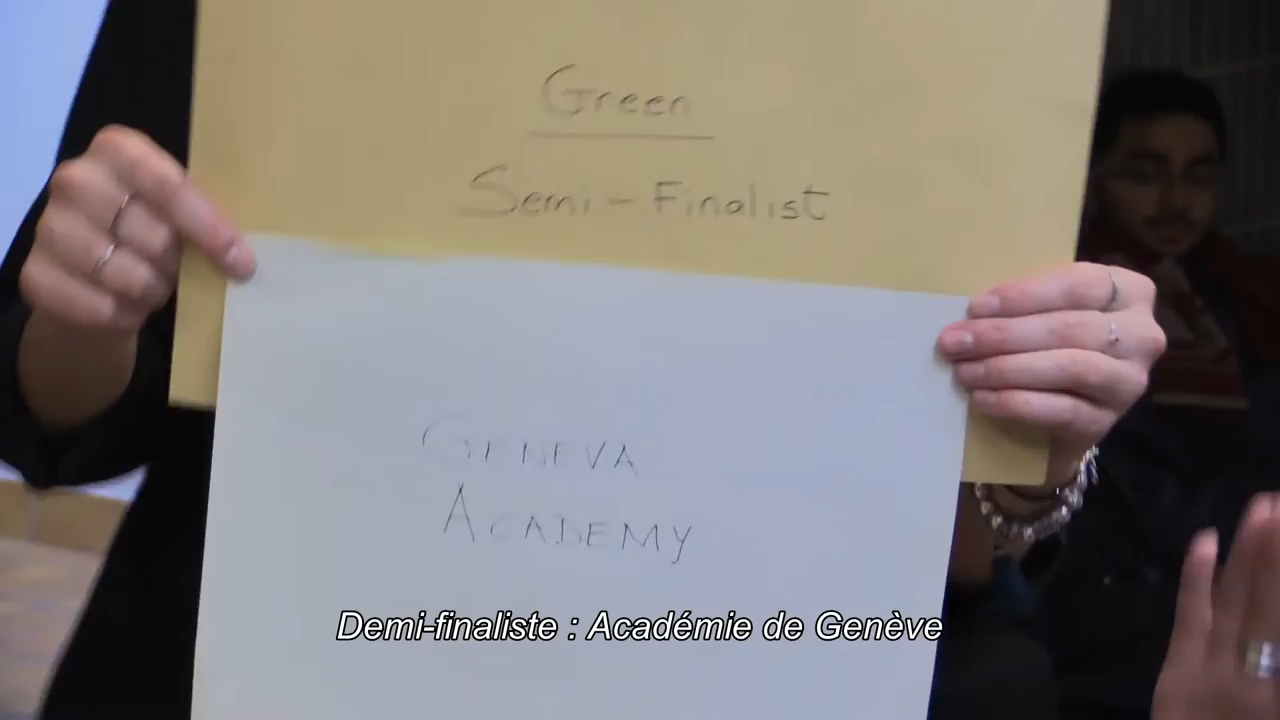 Green
Semi-Finalist
GENEVA
ACADEMY
Demi-finaliste : Académie de Genève